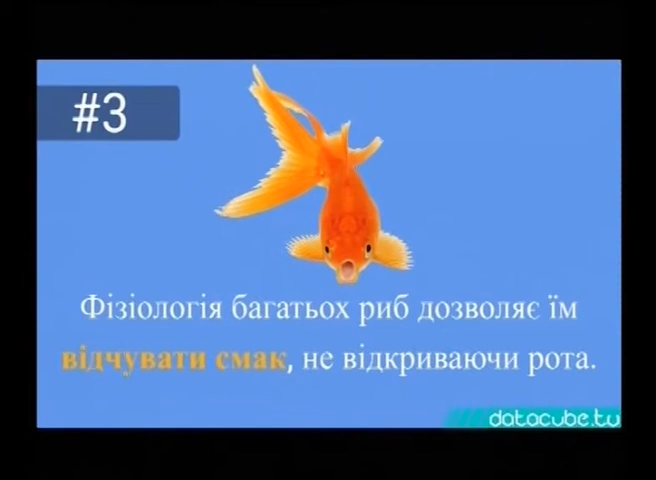 #3
Фізіологія багатьох риб дозволяє їм
відчувати смак, не відкриваючи рота.
datacube.tv